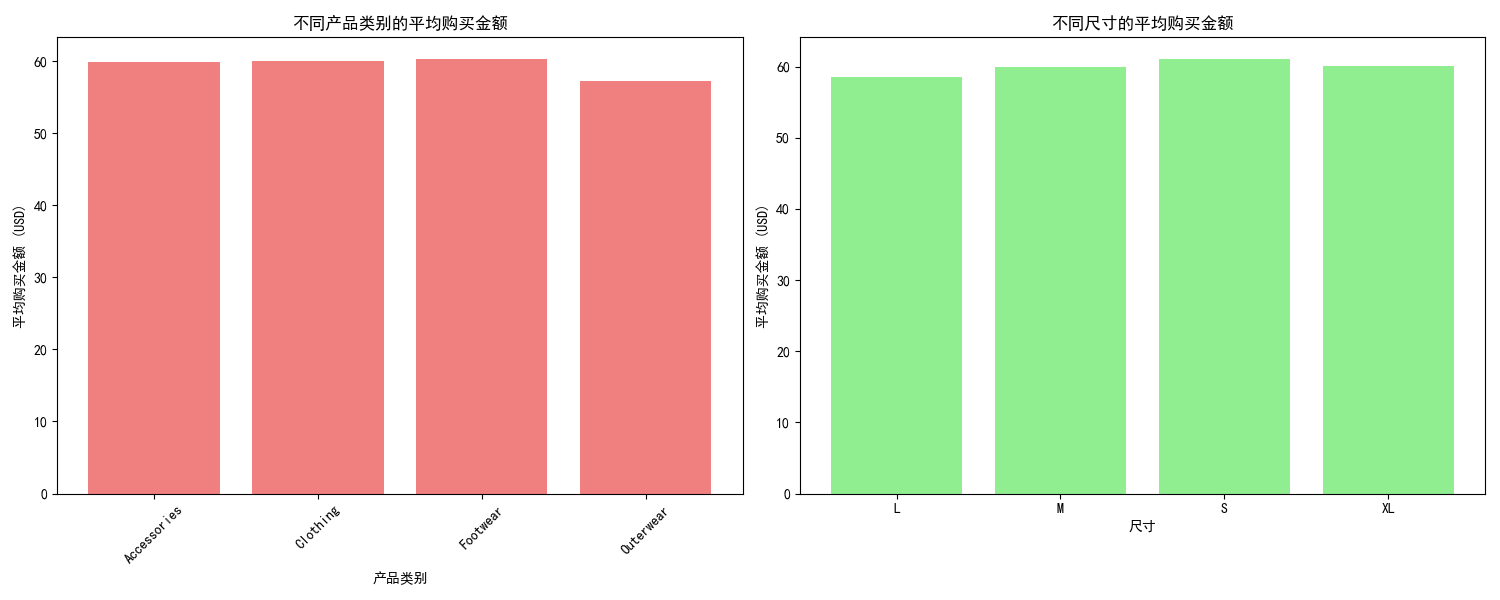 不同产品类别的平均购买金额
平均购买金额 (USD)
60
50
40
30
20
10
0
Accessories
Clothing
Footwear
Outerwear
产品类别
不同尺寸的平均购买金额
平均购买金额 (USD)
60
50
40
30
20
10
0
L
M
S
XL
尺寸